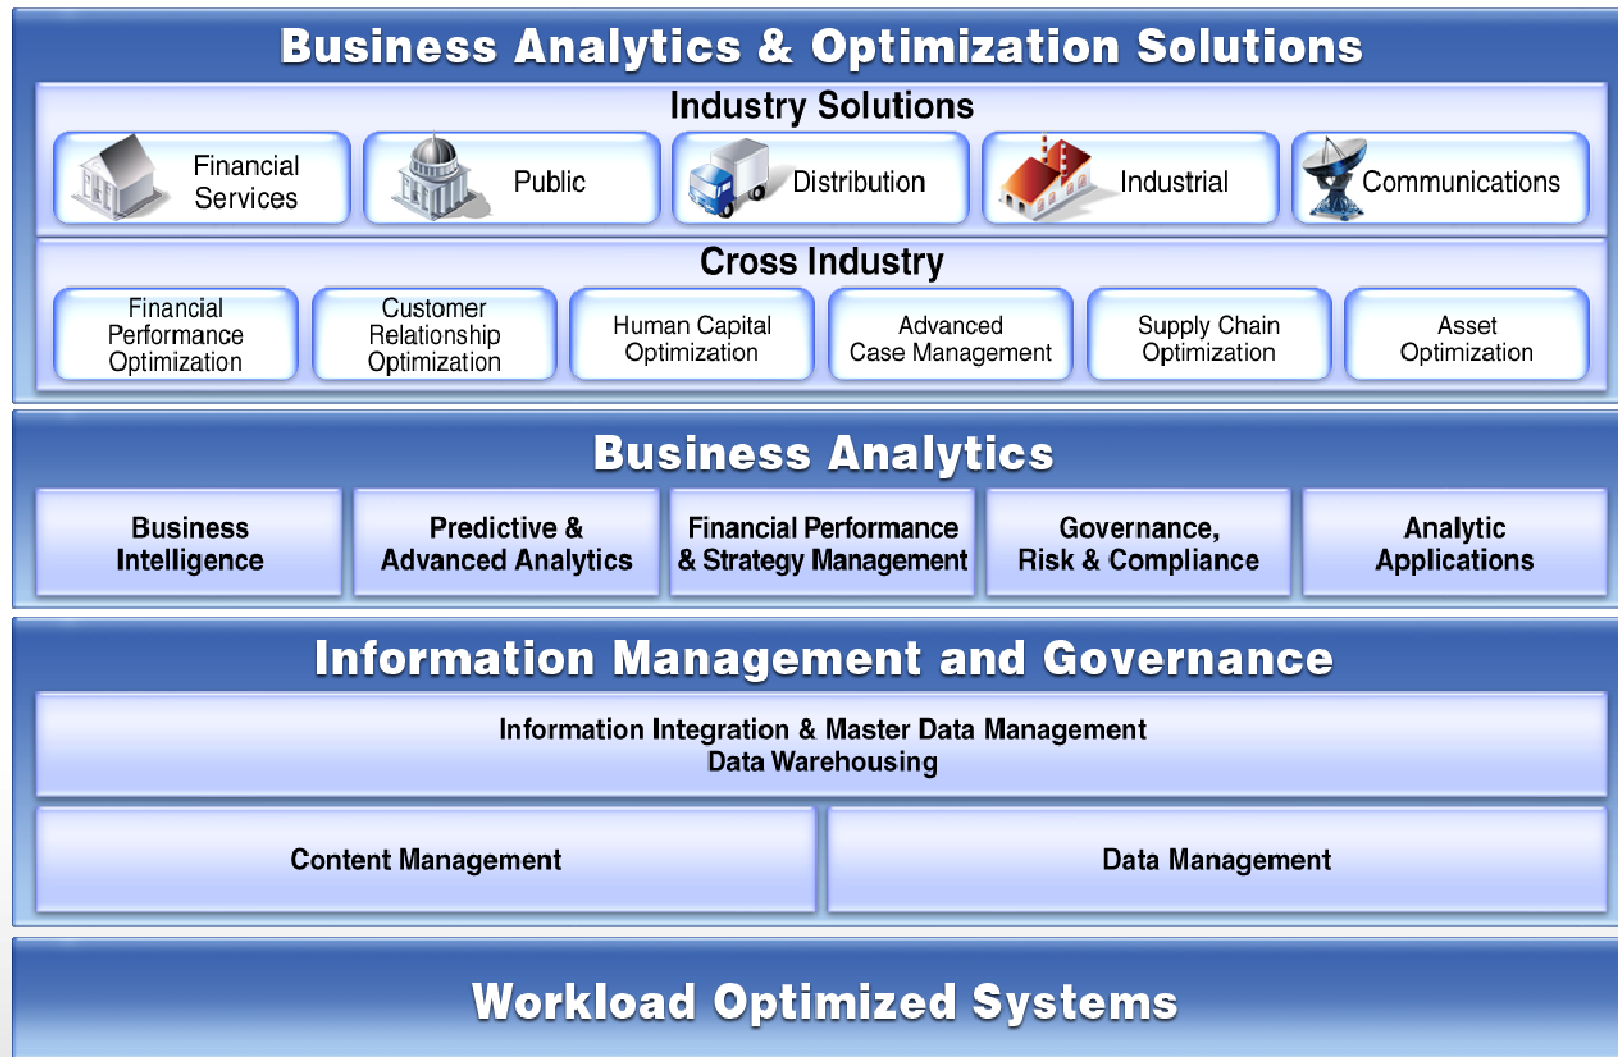 Business Analytics & Optimization Solutions
Industry Solutions
Financial
Services
Public
Distribution
Industrial
Communications
Cross Industry
Financial
Performance
Optimization
Customer
Relationship
Optimization
Human Capital
Optimization
Advanced
Case Management
Supply Chain
Optimization
Asset
Optimization
Business Analytics
Business
Intelligence
Predictive &
Advanced Analytics
Financial Performance
& Strategy Management
Governance,
Risk & Compliance
Analytic
Applications
Information Management and Governance
Information Integration & Master Data Management
Data Warehousing
Content Management
Data Management
Workload Optimized Systems